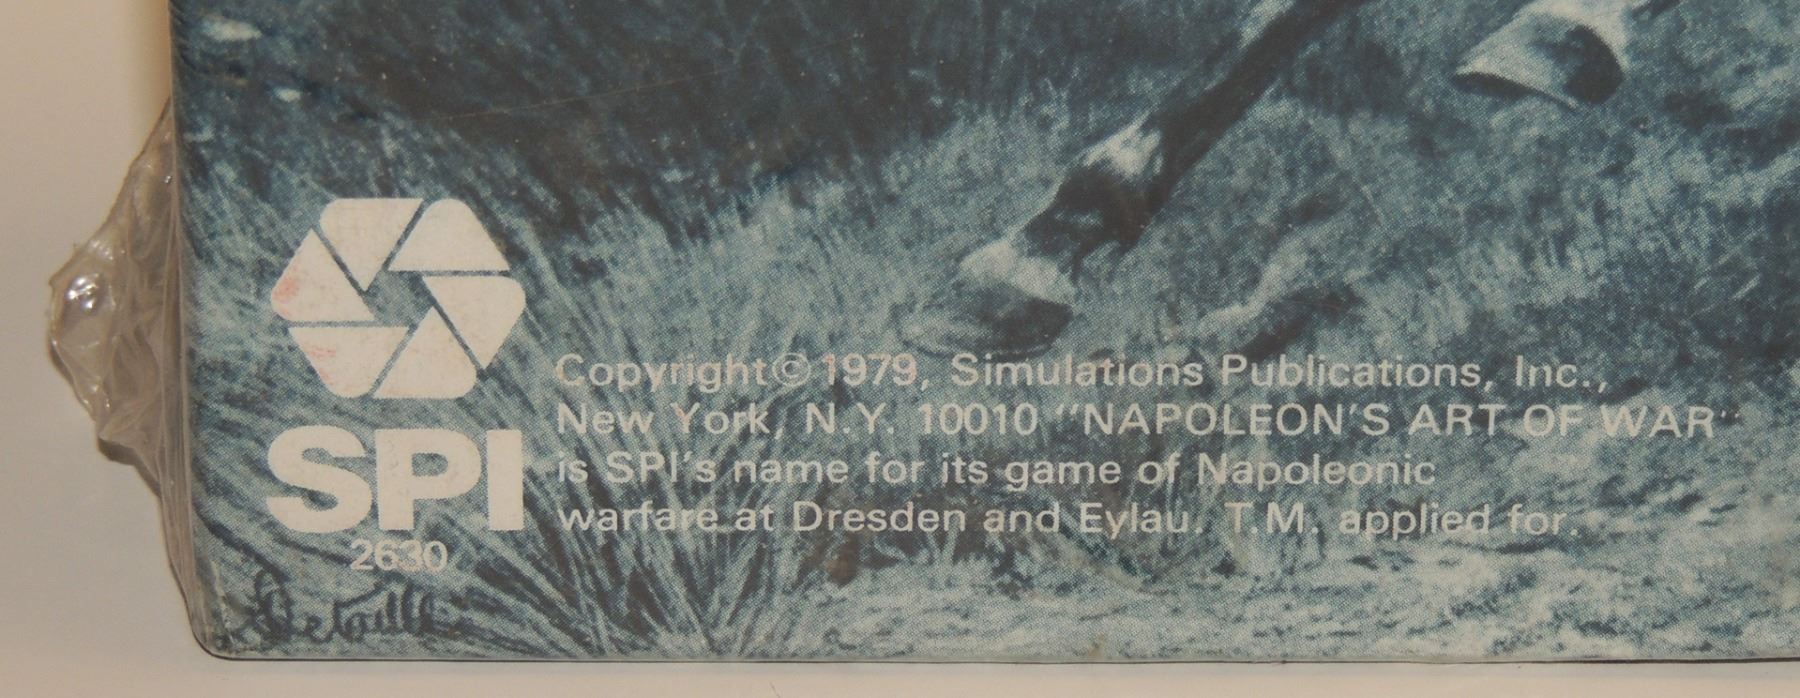 Copyright©1979, Simulations Publications, Inc.,
New York, N.Y. 10010 "NAPOLEON'S ART OF WAR"
is SPI's name for its game of Napoleonic
warfare at Dresden and Eylau. T.M. applied for.
SPI
2630
Detaille